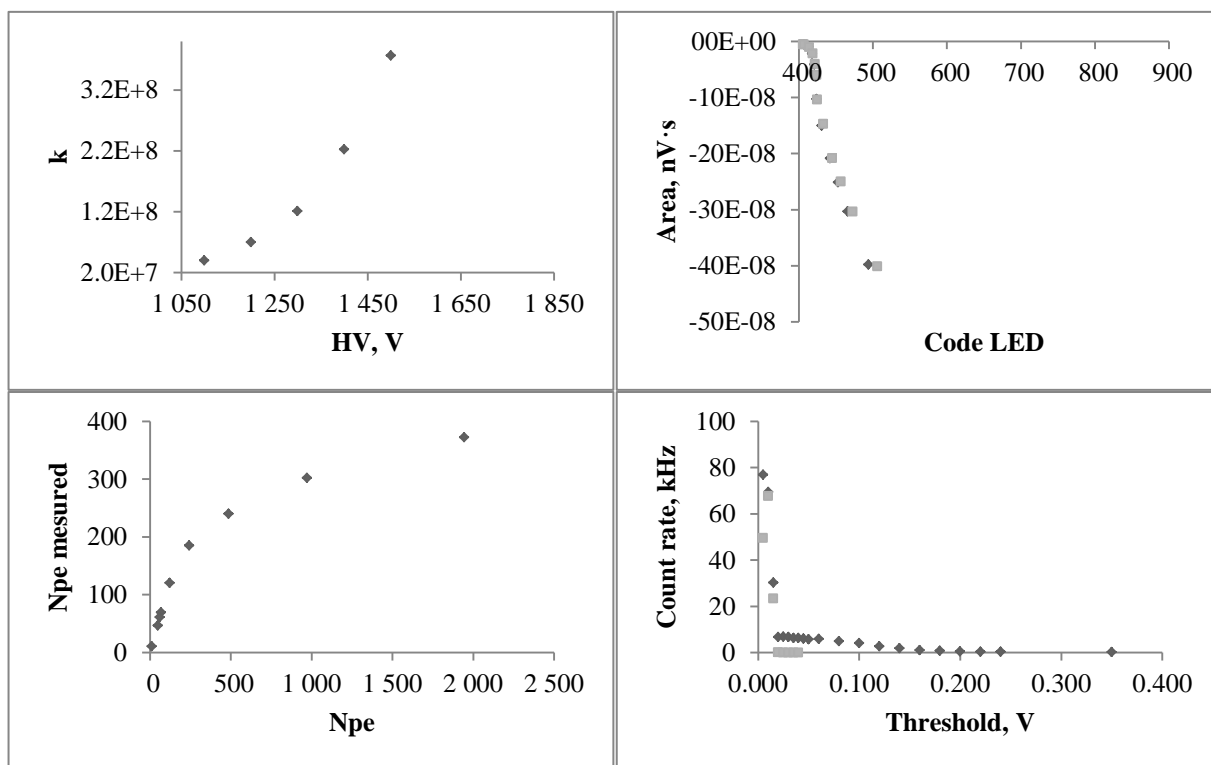 3.2E+8
2.2E+8
1.2E+8
2.0E+7
k
1 050 1 250 1 450 1 650 1 850
HV, V
00E+00
-10E-08
-20E-08
-30E-08
-40E-08
-50E-08
Area, nV·s
400 500 600 700 800 900
Code LED
400
300
200
100
0
Npe mesured
0 500 1 000 1 500 2 000 2 500
Npe
100
80
60
40
20
0
Count rate, kHz
0.000 0.100 0.200 0.300 0.400
Threshold, V